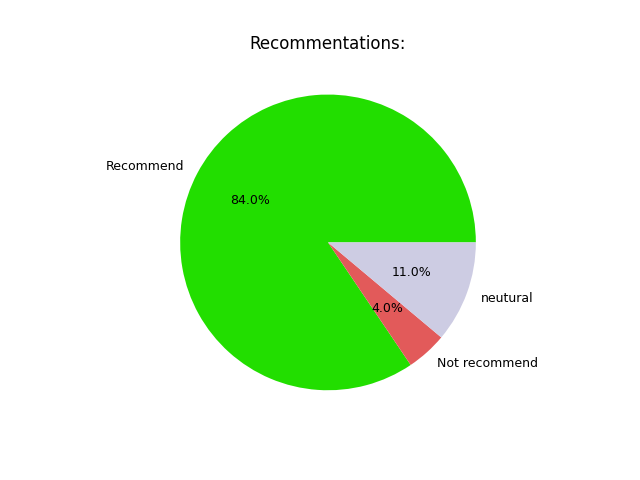 Recommentations:
Recommend
84.0%
11.0%
neutural
4.0%
Not recommend